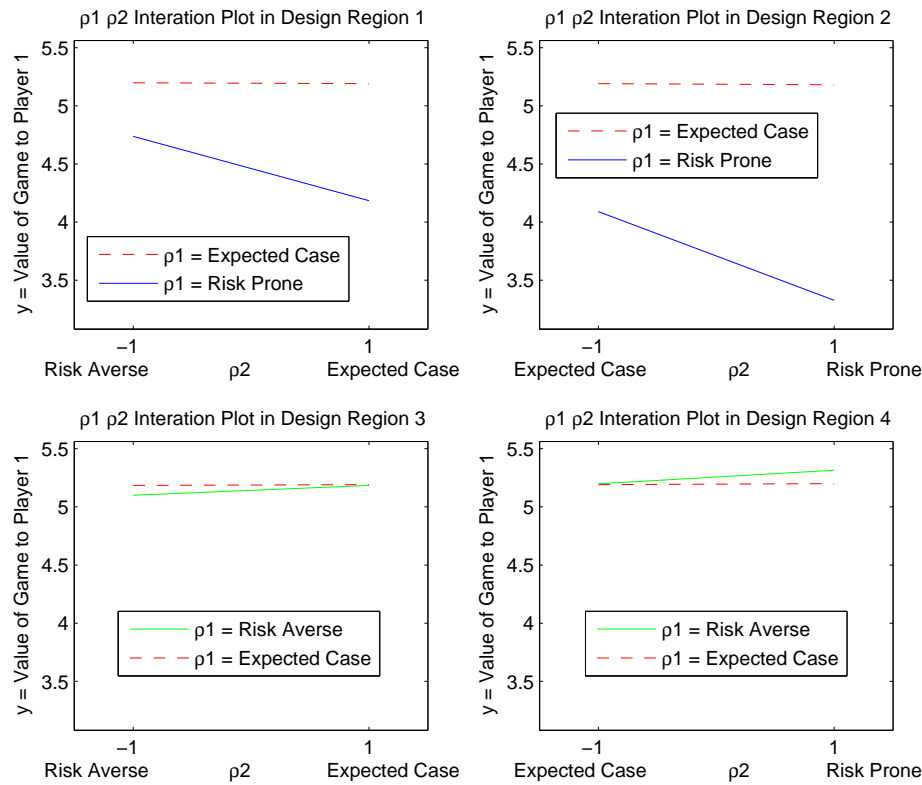 ρ1 ρ2 Interation Plot in Design Region 1
5.5
5
4.5
4
3.5
y = Value of Game to Player 1
ρ1 = Expected Case
ρ1 = Risk Prone
−1
1
Risk Averse
ρ2
Expected Case
ρ1 ρ2 Interation Plot in Design Region 2
5.5
5
4.5
4
3.5
y = Value of Game to Player 1
ρ1 = Expected Case
ρ1 = Risk Prone
−1
1
Expected Case
ρ2
Risk Prone
ρ1 ρ2 Interation Plot in Design Region 3
5.5
5
4.5
4
3.5
y = Value of Game to Player 1
ρ1 = Risk Averse
ρ1 = Expected Case
−1
1
Risk Averse
ρ2
Expected Case
ρ1 ρ2 Interation Plot in Design Region 4
5.5
5
4.5
4
3.5
y = Value of Game to Player 1
ρ1 = Risk Averse
ρ1 = Expected Case
−1
1
Expected Case
ρ2
Risk Prone